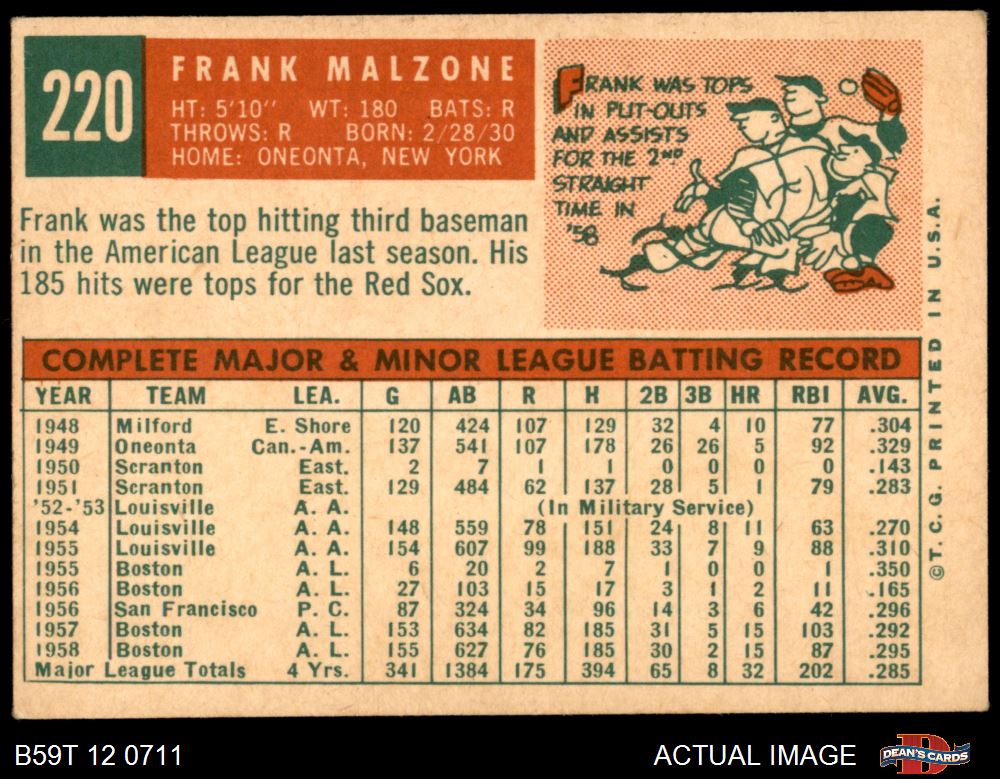 220
FRANK MALZONE
HT: 5'10" WT: 180 BATS: R
THROWS: R BORN: 2/28/30
HOME: ONEONTA, NEW YORK
FRANK WAS TOPS
IN PUT-OUTS
AND ASSISTS
FOR THE 2ND
STRAIGHT
TIME IN
'58
Frank was the top hitting third baseman
in the American League last season. His
185 hits were tops for the Red Sox.
COMPLETE MAJOR & MINOR LEAGUE BATTING RECORD
YEAR TEAM LEA. G AB R H 2B 3B HR RBI AVG.
1948 Milford E. Shore 120 424 107 129 32 4 10 77 .304
1949 Oneonta Can.-Am. 137 541 107 178 26 26 5 92 .329
1950 Scranton East. 2 7 1 1 0 0 0 0 .143
1951 Scranton East. 129 484 62 137 28 5 1 79 .283
'52-'53 Louisville A. A. (In Military Service)
1954 Louisville A. A. 148 559 78 151 24 8 11 63 .270
1955 Louisville A. A. 154 607 99 188 33 7 9 88 .310
1955 Boston A. L. 6 20 2 7 1 0 0 1 .350
1956 Boston A. L. 27 103 15 17 3 1 2 11 .165
1956 San Francisco P. C. 87 324 34 96 14 3 6 42 .296
1957 Boston A. L. 153 634 82 185 31 5 15 103 .292
1958 Boston A. L. 155 627 76 185 30 2 15 87 .295
Major League Totals 4 Yrs. 341 1384 175 394 65 8 32 202 .285
©T.C.G. PRINTED IN U.S.A.
B59T 12 0711
ACTUAL IMAGE
D
DEAN'S CARDS